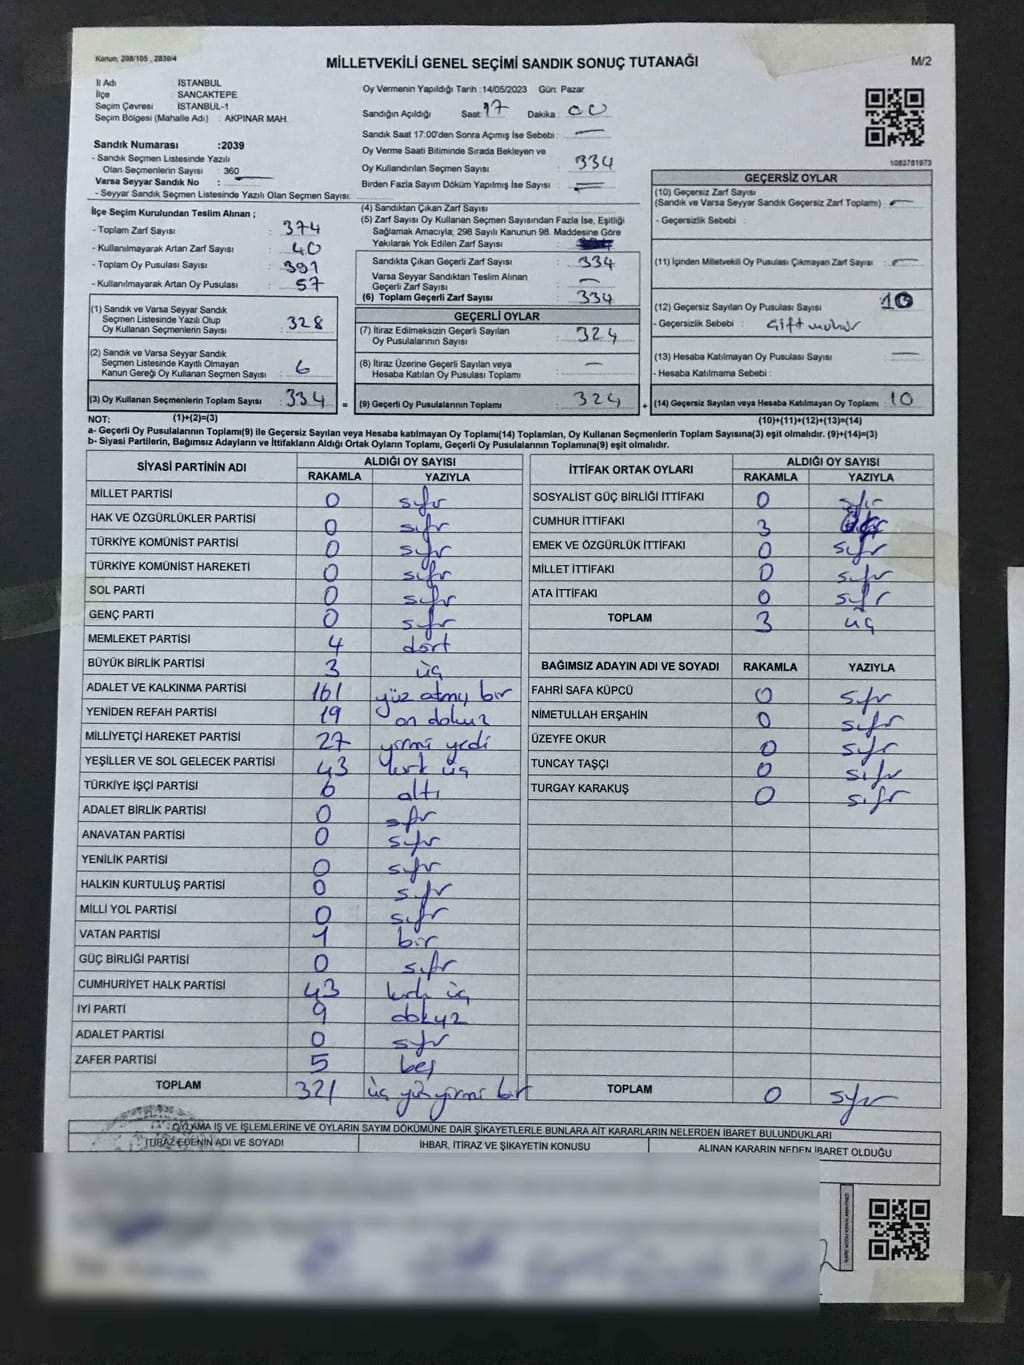 Kanun, 298/105 , 2839/4
MİLLETVEKİLİ GENEL SEÇİMİ SANDIK SONUÇ TUTANAĞI
M/2
İl Adı : İSTANBUL
İlçe : SANCAKTEPE
Seçim Çevresi : İSTANBUL-1
Seçim Bölgesi (Mahalle Adı) : AKPINAR MAH.
Sandık Numarası :2039
- Sandık Seçmen Listesinde Yazılı
Olan Seçmenlerin Sayısı : 360
Varsa Seyyar Sandık No : —
- Seyyar Sandık Seçmen Listesinde Yazılı Olan Seçmen Sayısı:
Oy Vermenin Yapıldığı Tarih :14/05/2023 Gün: Pazar
Sandığın Açıldığı Saat: 17 Dakika: 00
Sandık Saat 17:00'den Sonra Açımış İse Sebebi : —
Oy Verme Saati Bitiminde Sırada Bekleyen ve
Oy Kullandırılan Seçmen Sayısı : 334
Birden Fazla Sayım Döküm Yapılmış İse Sayısı : —
1083781973
İlçe Seçim Kurulundan Teslim Alınan ;
- Toplam Zarf Sayısı : 374
- Kullanılmayarak Artan Zarf Sayısı : 40
- Toplam Oy Pusulası Sayısı : 391
- Kullanılmayarak Artan Oy Pusulası : 57
(4) Sandıktan Çıkan Zarf Sayısı :
(5) Zarf Sayısı Oy Kullanan Seçmen Sayısından Fazla İse, Eşitliği
Sağlamak Amacıyla; 298 Sayılı Kanunun 98. Maddesine Göre
Yakılarak Yok Edilen Zarf Sayısı :
Sandıkta Çıkan Geçerli Zarf Sayısı : 334
Varsa Seyyar Sandıktan Teslim Alınan
Geçerli Zarf Sayısı : —
(6) Toplam Geçerli Zarf Sayısı : 334
GEÇERSİZ OYLAR
(10) Geçersiz Zarf Sayısı
(Sandık ve Varsa Seyyar Sandık Geçersiz Zarf Toplamı) : —
- Geçersizlik Sebebi :
(11) İçinden Milletvekili Oy Pusulası Çıkmayan Zarf Sayısı : —
(12) Geçersiz Sayılan Oy Pusulası Sayısı : 10
- Geçersizlik Sebebi : Çift mühür
(13) Hesaba Katılmayan Oy Pusulası Sayısı : —
- Hesaba Katılmama Sebebi :
(14) Geçersiz Sayılan veya Hesaba Katılmayan Oy Toplamı : 10
(10)+(11)+(12)+(13)=(14)
(1) Sandık ve Varsa Seyyar Sandık
Seçmen Listesinde Yazılı Olup
Oy Kullanan Seçmenlerin Sayısı : 328
(2) Sandık ve Varsa Seyyar Sandık
Seçmen Listesinde Kayıtlı Olmayan
Kanun Gereği Oy Kullanan Seçmen Sayısı : 6
(3) Oy Kullanan Seçmenlerin Toplam Sayısı : 334 =
(1)+(2)=(3)
GEÇERLİ OYLAR
(7) İtiraz Edilmeksizin Geçerli Sayılan
Oy Pusulalarının Sayısı : 324
(8) İtiraz Üzerine Geçerli Sayılan veya
Hesaba Katılan Oy Pusulası Toplamı : —
(9) Geçerli Oy Pusulalarının Toplamı : 324 +
NOT:
a- Geçerli Oy Pusulalarının Toplamı(9) ile Geçersiz Sayılan veya Hesaba katılmayan Oy Toplamı(14) Toplamları, Oy Kullanan Seçmenlerin Toplam Sayısına(3) eşit olmalıdır. (9)+(14)=(3)
b- Siyasi Partilerin, Bağımsız Adayların ve İttifakların Aldığı Ortak Oyların Toplamı, Geçerli Oy Pusulalarının Toplamına(9) eşit olmalıdır.
SİYASİ PARTİNİN ADI ALDIĞI OY SAYISI
RAKAMLA YAZIYLA
MİLLET PARTİSİ 0 sıfır
HAK VE ÖZGÜRLÜKLER PARTİSİ 0 sıfır
TÜRKİYE KOMÜNİST PARTİSİ 0 sıfır
TÜRKİYE KOMÜNİST HAREKETİ 0 sıfır
SOL PARTİ 0 sıfır
GENÇ PARTİ 0 sıfır
MEMLEKET PARTİSİ 4 dört
BÜYÜK BİRLİK PARTİSİ 3 üç
ADALET VE KALKINMA PARTİSİ 161 yüz atmış bir
YENİDEN REFAH PARTİSİ 19 on dokuz
MİLLİYETÇİ HAREKET PARTİSİ 27 yirmi yedi
YEŞİLLER VE SOL GELECEK PARTİSİ 43 kırk üç
TÜRKİYE İŞÇİ PARTİSİ 6 altı
ADALET BİRLİK PARTİSİ 0 sıfır
ANAVATAN PARTİSİ 0 sıfır
YENİLİK PARTİSİ 0 sıfır
HALKIN KURTULUŞ PARTİSİ 0 sıfır
MİLLİ YOL PARTİSİ 0 sıfır
VATAN PARTİSİ 1 bir
GÜÇ BİRLİĞİ PARTİSİ 0 sıfır
CUMHURİYET HALK PARTİSİ 43 kırk üç
İYİ PARTİ 9 dokuz
ADALET PARTİSİ 0 sıfır
ZAFER PARTİSİ 5 beş
TOPLAM 321 üç yüz yirmi bir
İTTİFAK ORTAK OYLARI ALDIĞI OY SAYISI
RAKAMLA YAZIYLA
SOSYALİST GÜÇ BİRLİĞİ İTTİFAKI 0 sıfır
CUMHUR İTTİFAKI 3
EMEK VE ÖZGÜRLÜK İTTİFAKI 0 sıfır
MİLLET İTTİFAKI 0 sıfır
ATA İTTİFAKI 0 sıfır
TOPLAM 3 üç
BAĞIMSIZ ADAYIN ADI VE SOYADI RAKAMLA YAZIYLA
FAHRİ SAFA KÜPCÜ 0 sıfır
NİMETULLAH ERŞAHİN 0 sıfır
ÜZEYFE OKUR 0 sıfır
TUNCAY TAŞÇI 0 sıfır
TURGAY KARAKUŞ 0 sıfır
TOPLAM 0 sıfır
OYLAMA İŞ VE İŞLEMLERİNE VE OYLARIN SAYIM DÖKÜMÜNE DAİR ŞİKAYETLERLE BUNLARA AİT KARARLARIN NELERDEN İBARET BULUNDUKLARI
İTİRAZ EDENİN ADI VE SOYADI İHBAR, İTİRAZ VE ŞİKAYETİN KONUSU ALINAN KARARIN NEDEN İBARET OLDUĞU